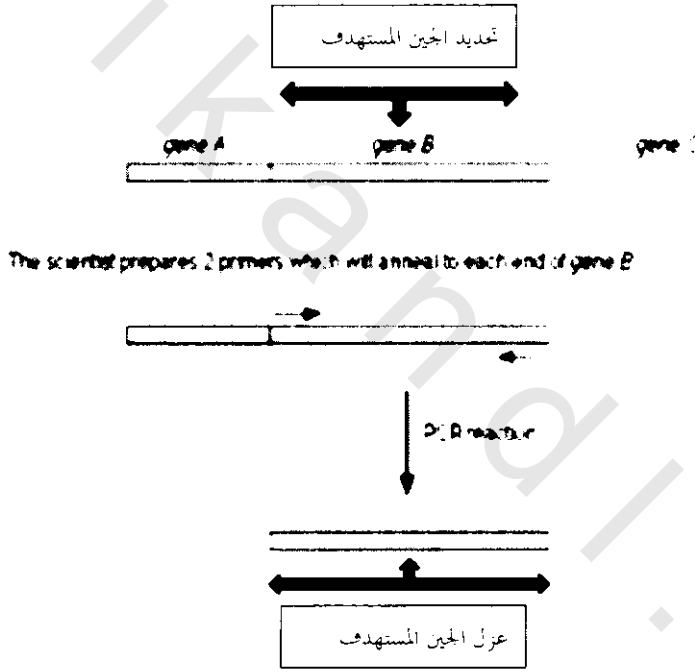 تحديد الجين المستهدف
gene A gene B gene
The scientist prepares 2 primers which will anneal to each end of gene B
PCR reaction
عزل الجين المستهدف